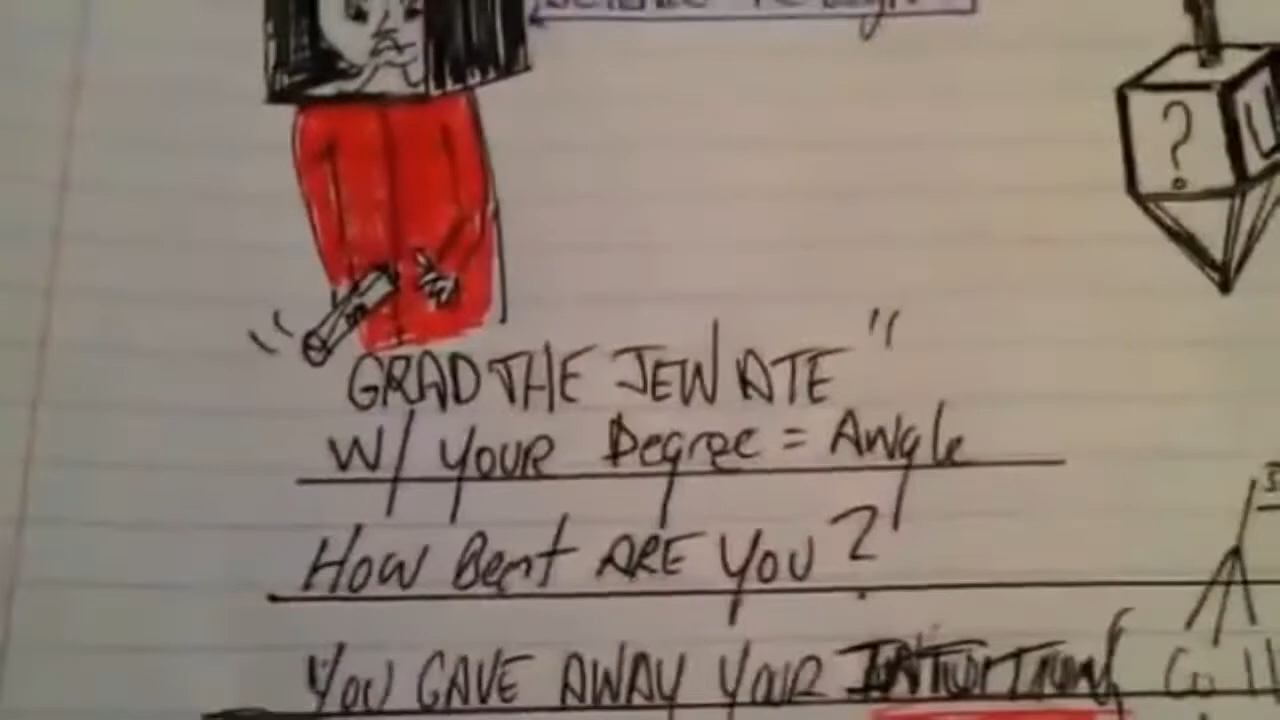 ?
"GRAD THE JEW ATE"
W/ YOUR Degree = Angle
How Bent ARE YOU?
YOU GAVE AWAY YOUR